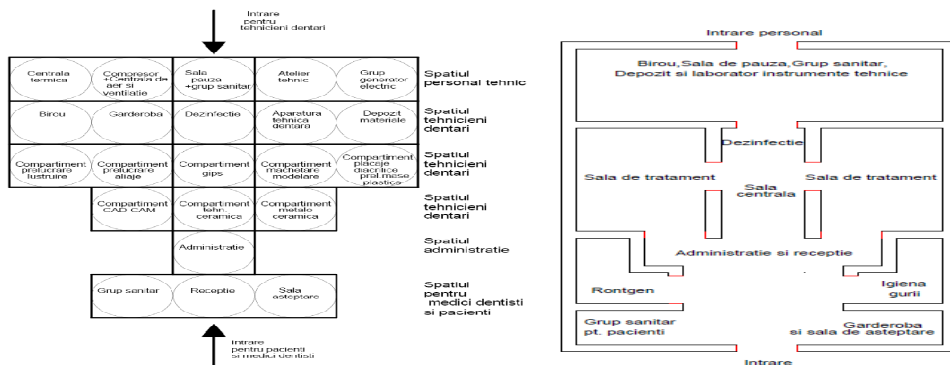 Intrare
pentru
tehnicieni dentari
Centrala
termica
Compresor
+Centrala de
aer si
ventilatie
Sala
pauza
+grup sanitar
Atelier
tehnic
Grup
generator
electric
Spatiul
personal tehnic
Birou
Garderoba
Dezinfectie
Aparatura
tehnica
dentara
Depozit
materiale
Spatiul
tehnicieni
dentari
Compartiment
prelucrare
lustruire
Compartiment
prelucrare
aliaje
Compartiment
gips
Compartiment
machetare
modelare
Compartiment
placaje
diacrilice
prel.mase
plastice
Spatiul
tehnicieni
dentari
Compartiment
CAD CAM
Compartiment
tehn.
ceramica
Compartiment
metalo
ceramica
Spatiul
tehnicieni
dentari
Administratie
Spatiul
administratie
Grup sanitar
Receptie
Sala
asteptare
Spatiul
pentru
medici dentisti
si pacienti
Intrare
pentru pacienti
si medici dentisti
Intrare personal
Birou,Sala de pauza,Grup sanitar,
Depozit si laborator instrumente tehnice
Dezinfectie
Sala de tratament
Sala
centrala
Sala de tratament
Administratie si receptie
Rontgen
Igiena
gurii
Grup sanitar
pt. pacienti
Garderoba
si sala de asteptare
Intrare